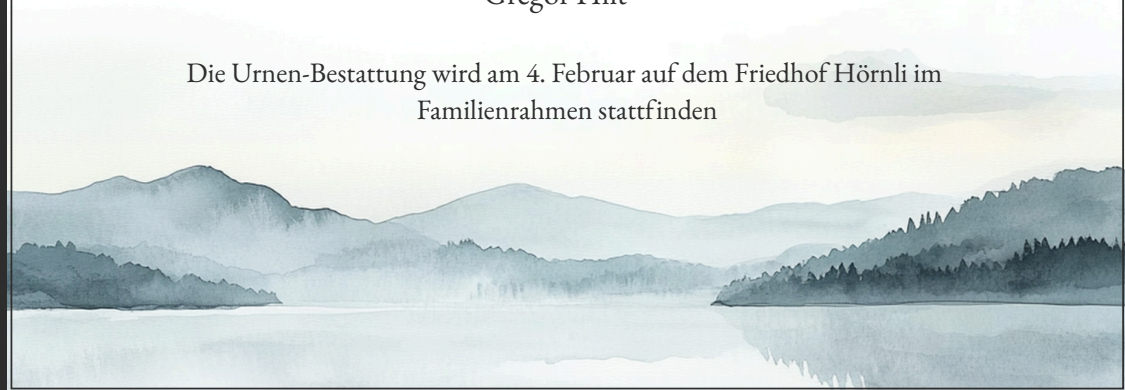 Die Urnen-Bestattung wird am 4. Februar auf dem Friedhof Hörnli im
Familienrahmen stattfinden